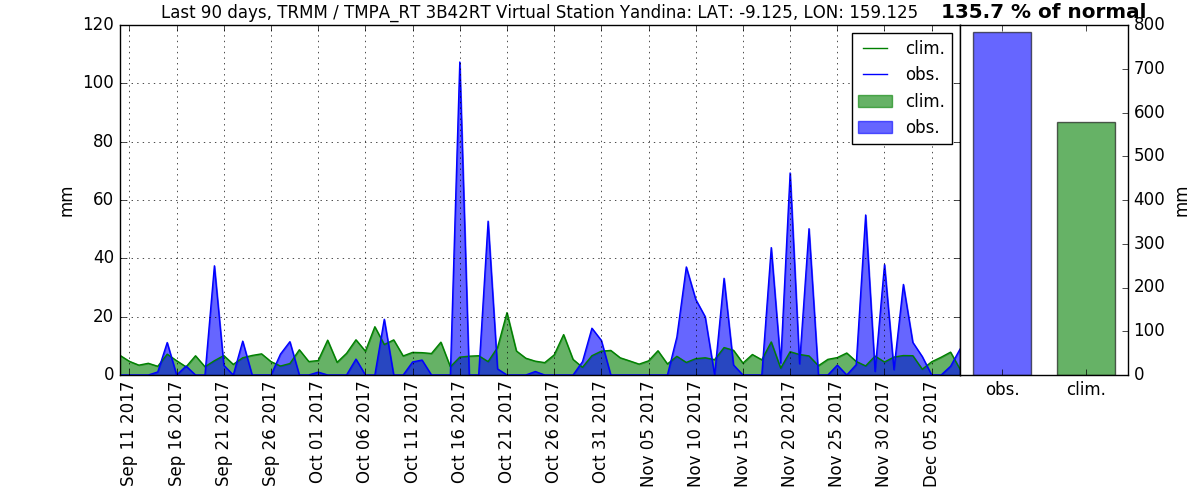 Last 90 days, TRMM / TMPA_RT 3B42RT Virtual Station Yandina: LAT: -9.125, LON: 159.125
135.7 % of normal
120
100
80
60
40
20
0
mm
clim.
obs.
clim.
obs.
800
700
600
500
400
300
200
100
0
mm
Sep 11 2017
Sep 16 2017
Sep 21 2017
Sep 26 2017
Oct 01 2017
Oct 06 2017
Oct 11 2017
Oct 16 2017
Oct 21 2017
Oct 26 2017
Oct 31 2017
Nov 05 2017
Nov 10 2017
Nov 15 2017
Nov 20 2017
Nov 25 2017
Nov 30 2017
Dec 05 2017
obs.
clim.